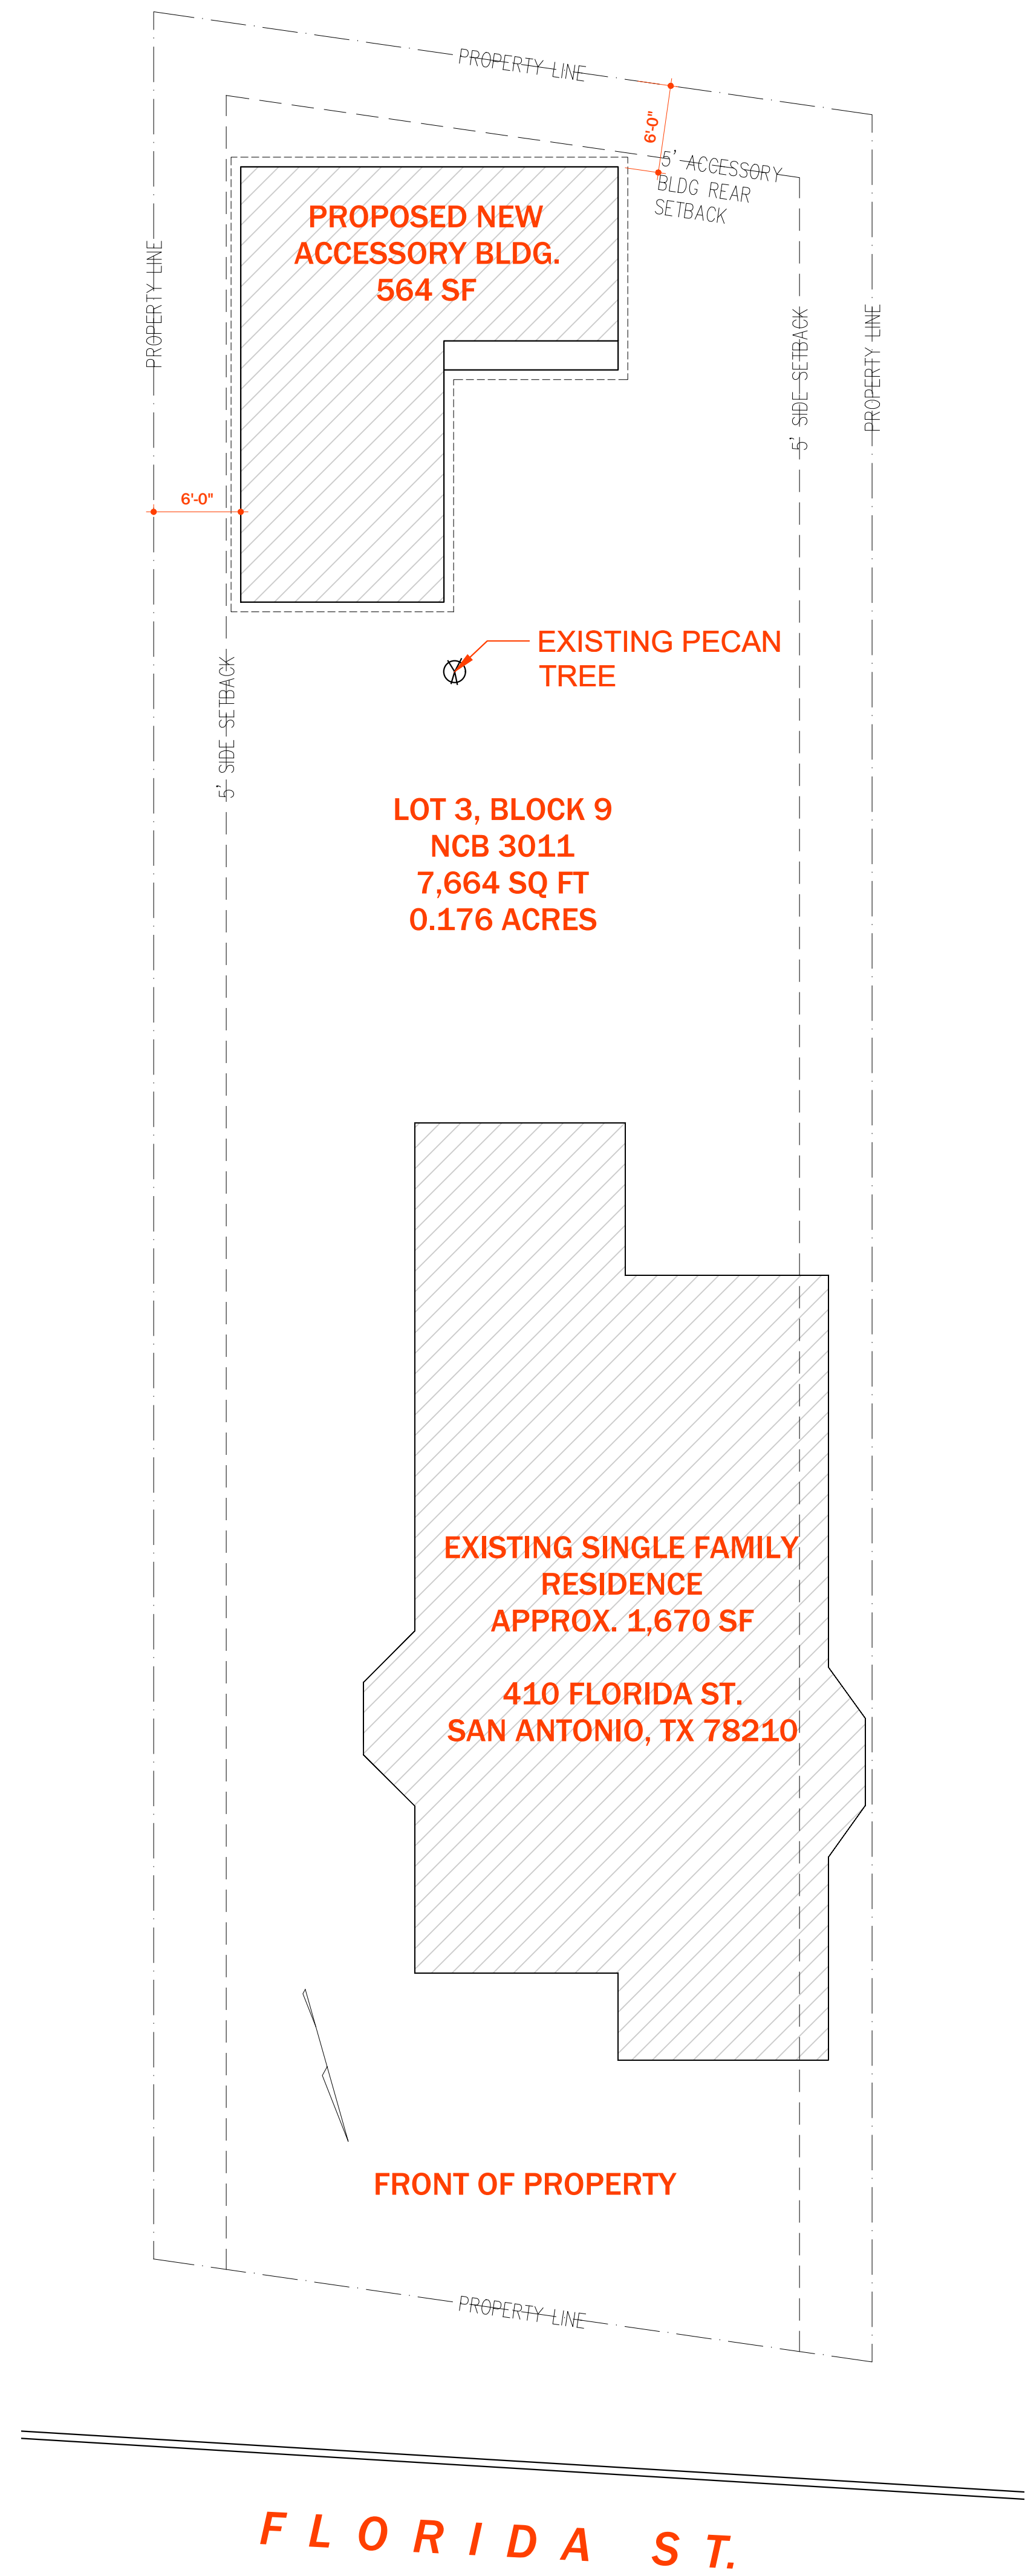 PROPERTY LINE
6'-0"
5' ACCESSORY
BLDG REAR
SETBACK
PROPOSED NEW
ACCESSORY BLDG.
564 SF
PROPERTY LINE
5' SIDE SETBACK
PROPERTY LINE
6'-0"
EXISTING PECAN
TREE
5' SIDE SETBACK
LOT 3, BLOCK 9
NCB 3011
7,664 SQ FT
0.176 ACRES
EXISTING SINGLE FAMILY
RESIDENCE
APPROX. 1,670 SF
410 FLORIDA ST.
SAN ANTONIO, TX 78210
FRONT OF PROPERTY
PROPERTY LINE
FLORIDA ST.